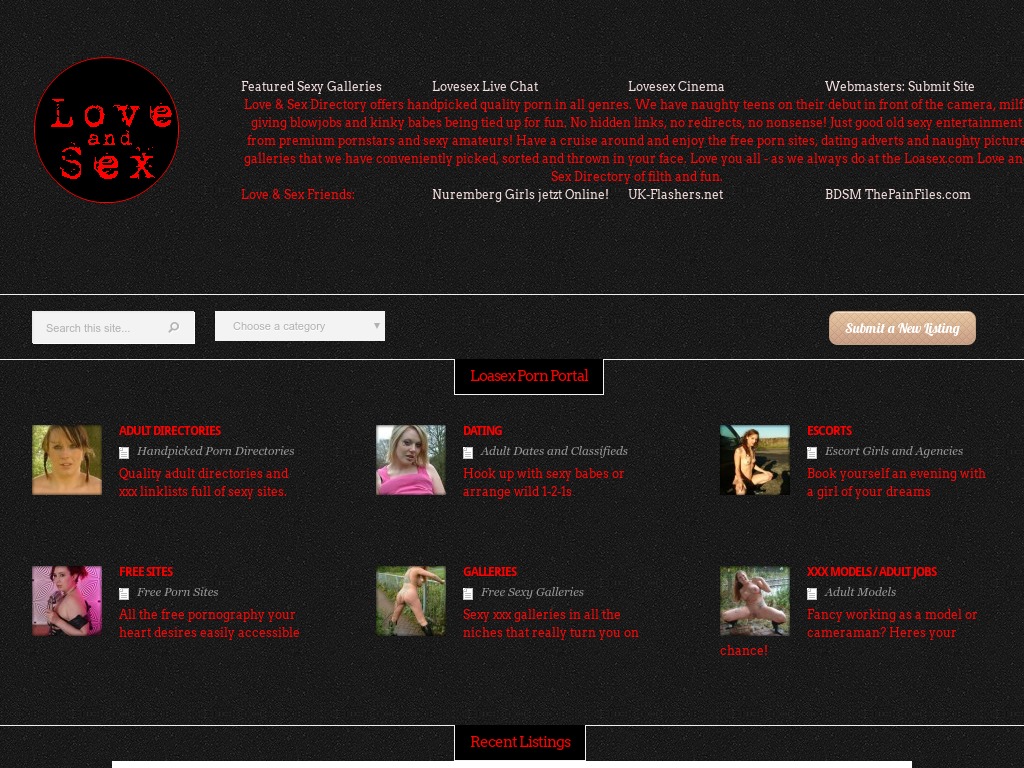 Love
and
Sex
Featured Sexy Galleries Lovesex Live Chat Lovesex Cinema Webmasters: Submit Site
Love & Sex Directory offers handpicked quality porn in all genres. We have naughty teens on their debut in front of the camera, milf
giving blowjobs and kinky babes being tied up for fun. No hidden links, no redirects, no nonsense! Just good old sexy entertainment
from premium pornstars and sexy amateurs! Have a cruise around and enjoy the free porn sites, dating adverts and naughty picture
galleries that we have conveniently picked, sorted and thrown in your face. Love you all - as we always do at the Loasex.com Love an
Sex Directory of filth and fun.
Love & Sex Friends: Nuremberg Girls jetzt Online! UK-Flashers.net BDSM ThePainFiles.com
Search this site... Choose a category Submit a New Listing
Loasex Porn Portal
ADULT DIRECTORIES
Handpicked Porn Directories
Quality adult directories and
xxx linklists full of sexy sites.
DATING
Adult Dates and Classifieds
Hook up with sexy babes or
arrange wild 1-2-1s
ESCORTS
Escort Girls and Agencies
Book yourself an evening with
a girl of your dreams
FREE SITES
Free Porn Sites
All the free pornography your
heart desires easily accessible
GALLERIES
Free Sexy Galleries
Sexy xxx galleries in all the
niches that really turn you on
XXX MODELS / ADULT JOBS
Adult Models
Fancy working as a model or
cameraman? Heres your
chance!
Recent Listings